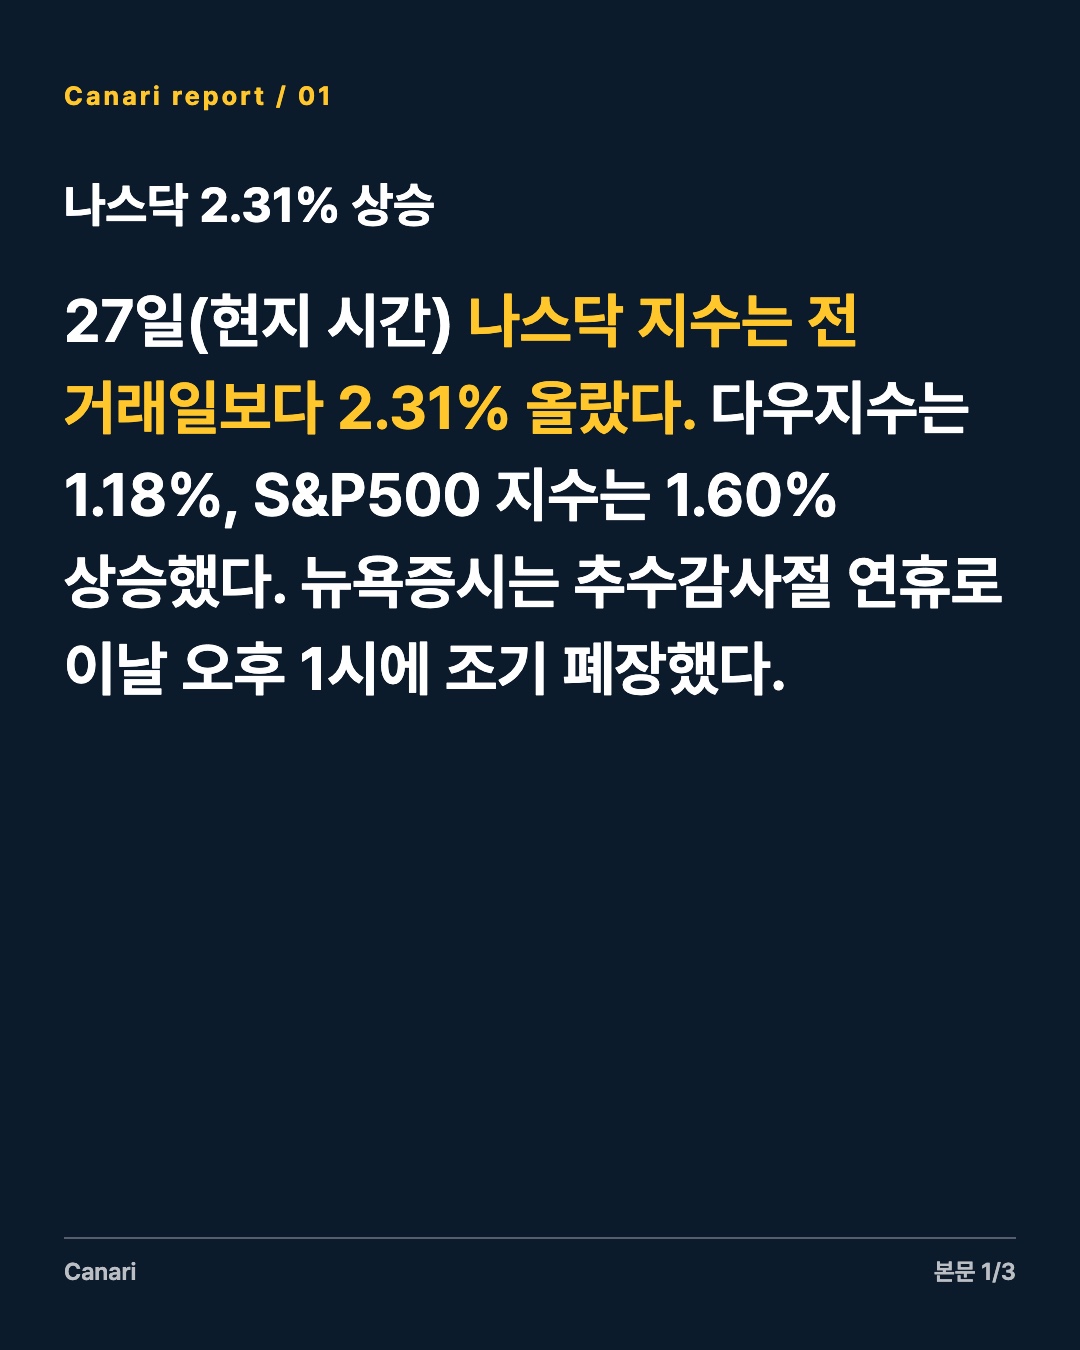 Canari report / 01
나스닥 2.31% 상승
27일(현지 시간) 나스닥 지수는 전
거래일보다 2.31% 올랐다. 다우지수는
1.18%, S&P500 지수는 1.60%
상승했다. 뉴욕증시는 추수감사절 연휴로
이날 오후 1시에 조기 폐장했다.
Canari
본문 1/3